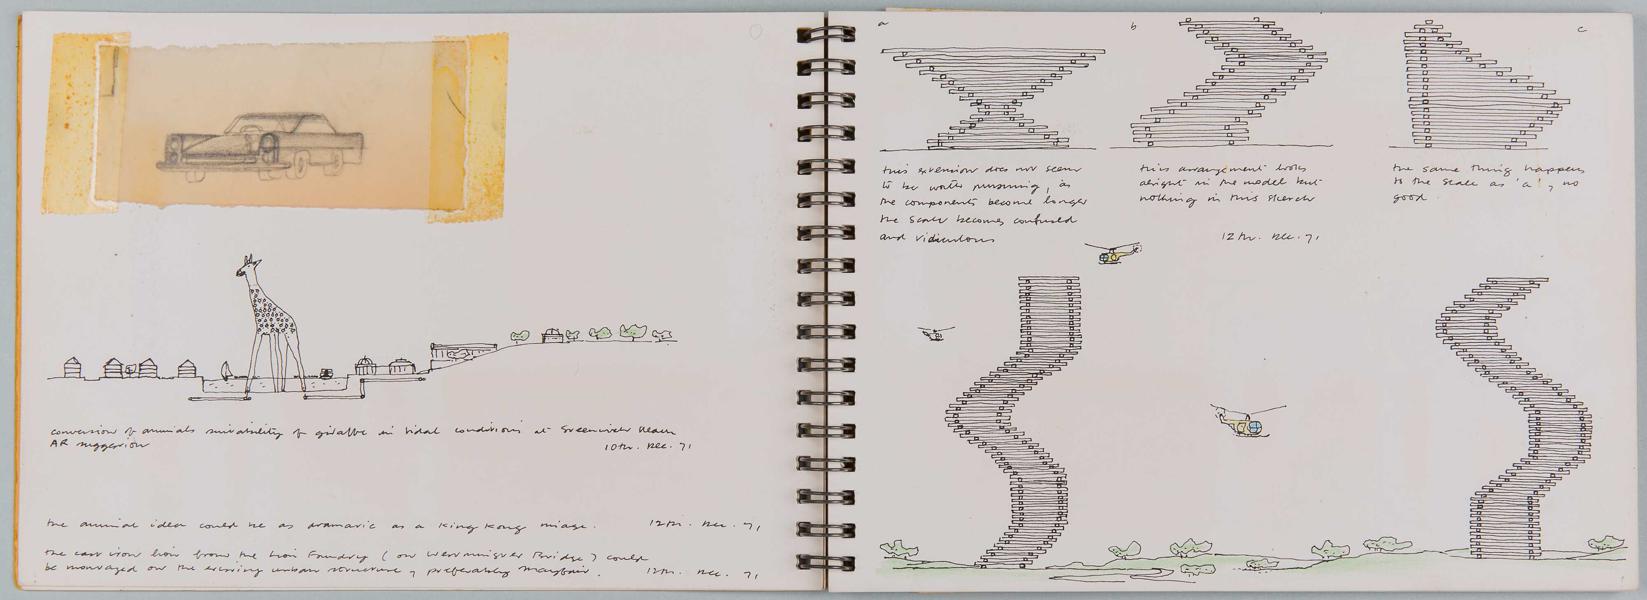 conversion of animals suitability of giraffe in tidal conditions at Greenwich Reach
AR suggestion
10th. Dec. 71
the animal idea could be as dramatic as a King Kong image. 12th. Dec. 71
the cast iron lion from the Lion Foundry (on Westminster Bridge) could
be montaged on the existing urban structure, preferably Mayfair. 12th. Dec. 71
a
this extension does not seem
to be worth pursuing, as
the components become longer
the scale becomes confused
and ridiculous
b
this arrangement looks
alright in the model but
nothing in this sketch
12th. Dec. 71
c
the same thing happens
to the scale as 'a', no
good